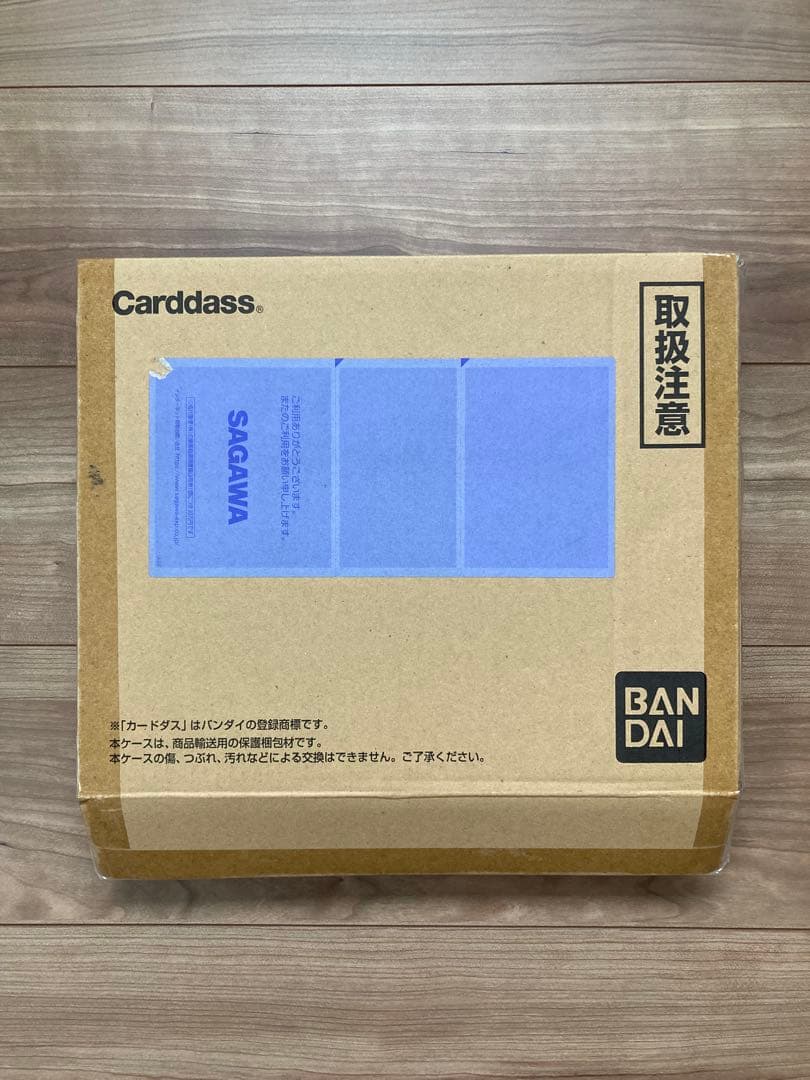 Carddass®
取扱注意
ご利用ありがとうございます。
またのご利用をお願い申し上げます。
SAGAWA
※「カードダス」はバンダイの登録商標です。
本ケースは、商品輸送用の保護梱包材です。
本ケースの傷、つぶれ、汚れなどによる交換はできません。ご了承ください。
BAN
DAI